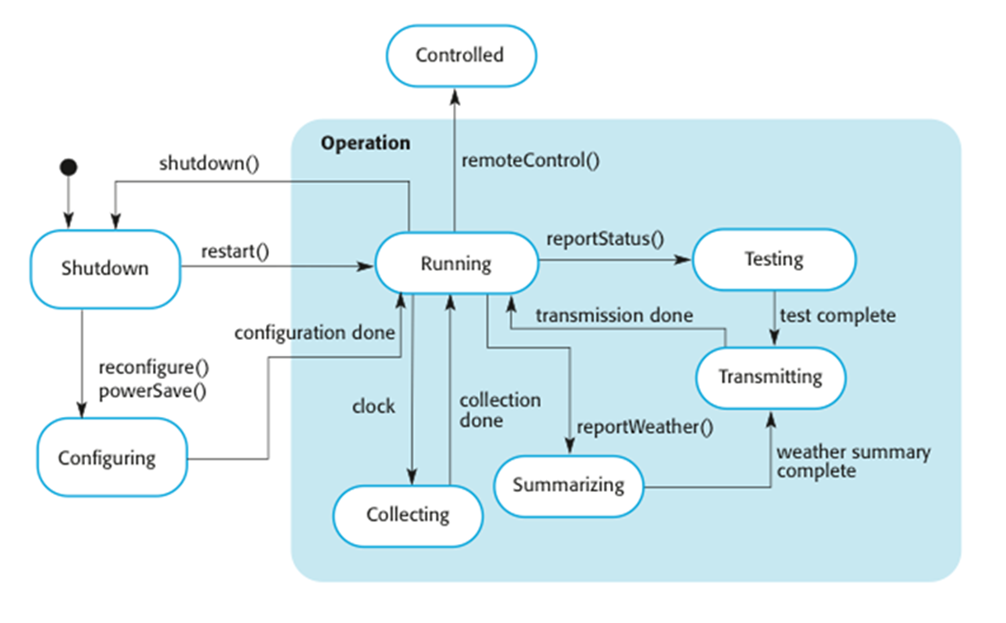 Controlled
Operation
shutdown()
remoteControl()
restart()
reportStatus()
Shutdown
Running
Testing
configuration done
transmission done
test complete
reconfigure()
powerSave()
Transmitting
clock
collection
done
reportWeather()
Configuring
Summarizing
weather summary
complete
Collecting